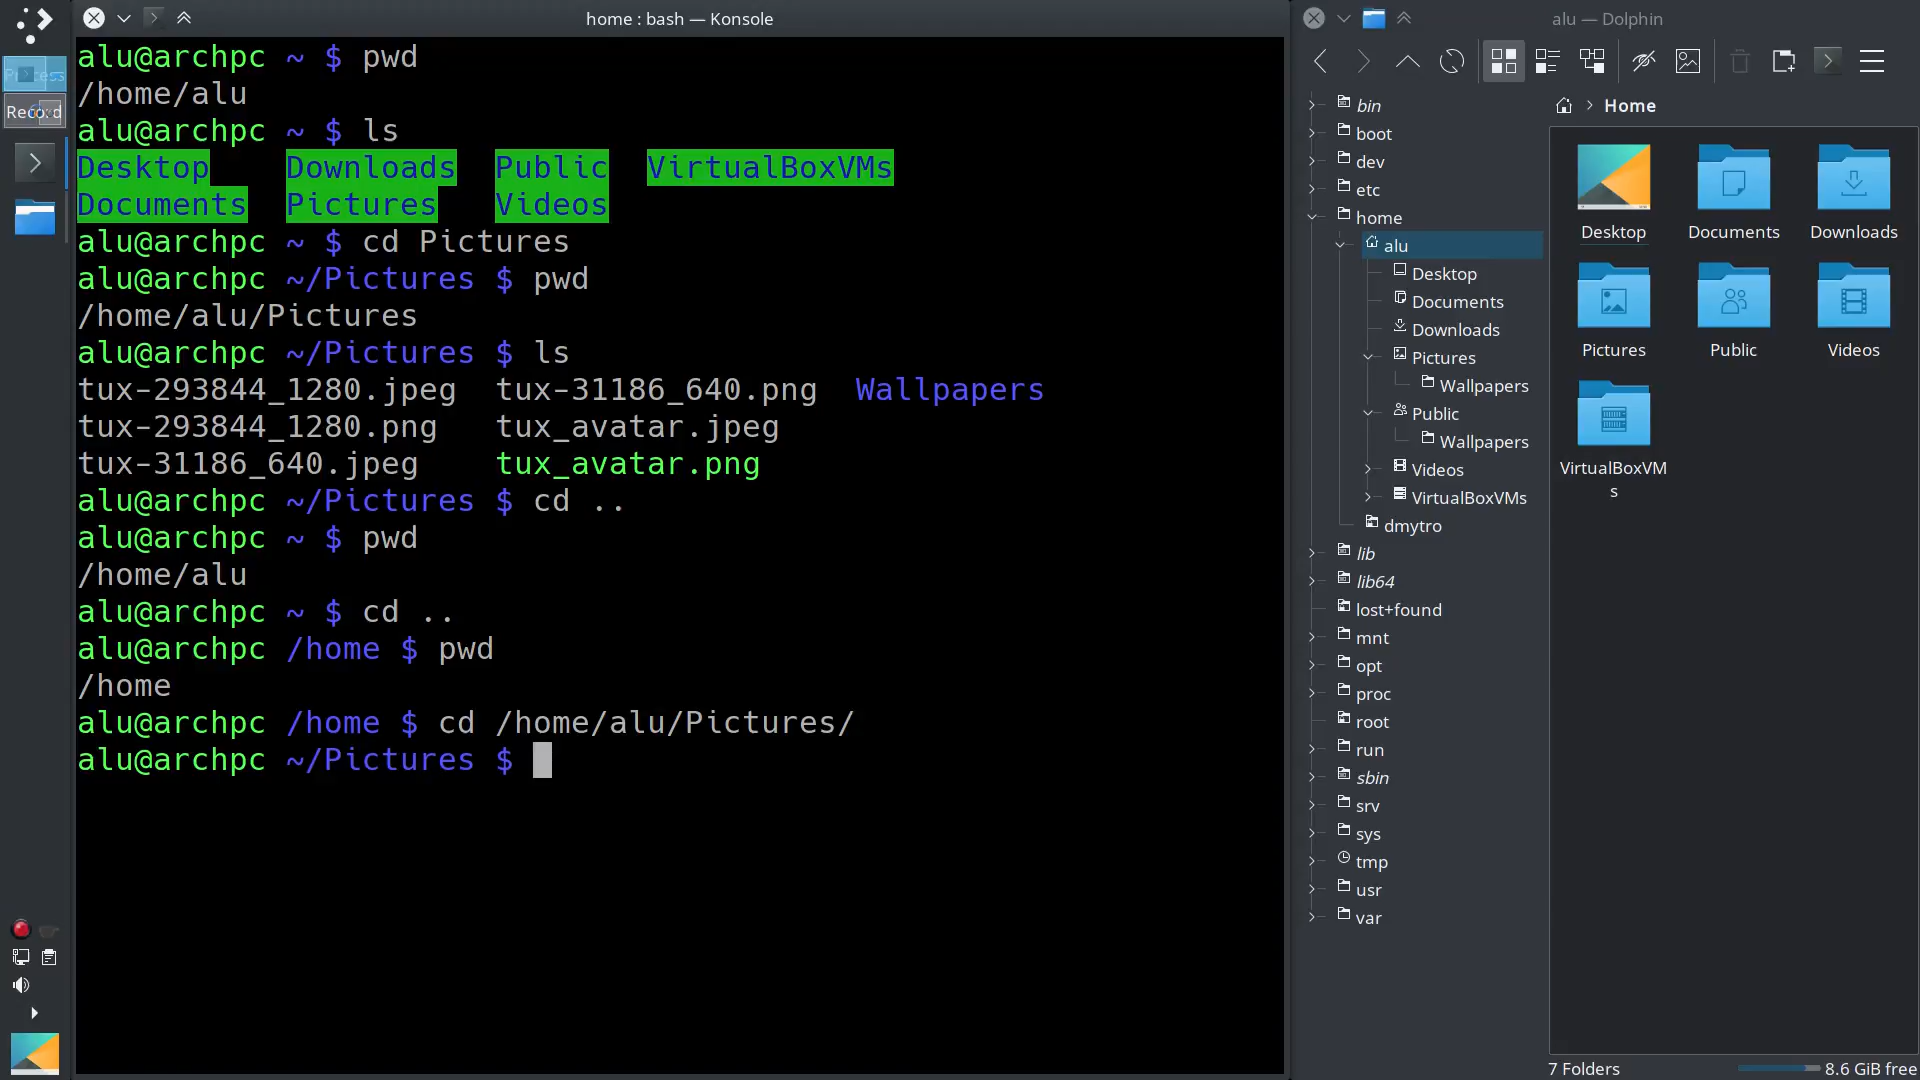 home : bash — Konsole
alu@archpc ~ $ pwd
/home/alu
alu@archpc ~ $ ls
Desktop Downloads Public VirtualBoxVMs
Documents Pictures Videos
alu@archpc ~ $ cd Pictures
alu@archpc ~/Pictures $ pwd
/home/alu/Pictures
alu@archpc ~/Pictures $ ls
tux-293844_1280.jpeg tux-31186_640.png Wallpapers
tux-293844_1280.png tux_avatar.jpeg
tux-31186_640.jpeg tux_avatar.png
alu@archpc ~/Pictures $ cd ..
alu@archpc ~ $ pwd
/home/alu
alu@archpc ~ $ cd ..
alu@archpc /home $ pwd
/home
alu@archpc /home $ cd /home/alu/Pictures/
alu@archpc ~/Pictures $
alu — Dolphin
bin
boot
dev
etc
home
alu
Desktop
Documents
Downloads
Pictures
Wallpapers
Public
Wallpapers
Videos
VirtualBoxVMs
dmytro
lib
lib64
lost+found
mnt
opt
proc
root
run
sbin
srv
sys
tmp
usr
var
Home
Desktop Documents Downloads
Pictures Public Videos
VirtualBoxVM
s
7 Folders 8.6 GiB free